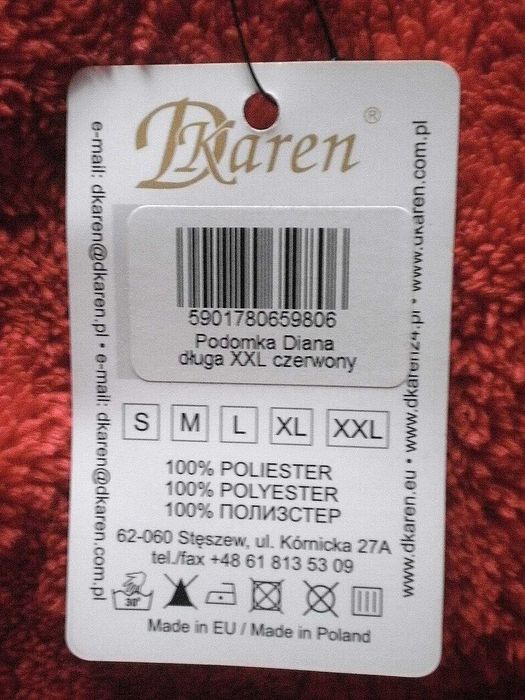 DKaren®
5901780659806
Podomka Diana
długa XXL czerwony
S M L XL XXL
100% POLIESTER
100% POLYESTER
100% ПОЛИЗСТЕР
62-060 Stęszew, ul. Kórnicka 27A
tel./fax +48 61 813 53 09
30°
Made in EU / Made in Poland
e-mail: dkaren@dkaren.pl • e-mail: dkaren@dkaren.com.pl
www.dkaren.eu • www.dkaren24.pl • www.dkaren.com.pl